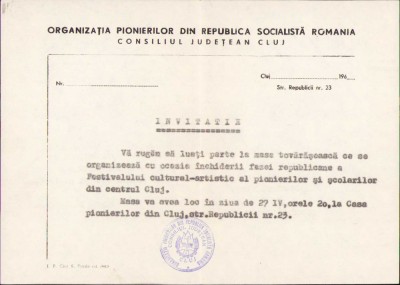 ORGANIZAȚIA PIONIERILOR DIN REPUBLICA SOCIALISTĂ ROMANIA
CONSILIUL JUDEȚEAN CLUJ
Cluj 196
Nr.
Str. Republicii nr. 23
INVITATIE
Vă rugăm să luați parte la masa tovărășească ce se
organizează cu ocazia închiderii fazei republicane a
Festivalului cultural-artistic al pionierilor și școlarilor
din centrul Cluj.
Masa va avea loc în ziua de 27 IV, orele 2o, la Casa
pionierilor din Cluj, str. Republicii nr. 23.